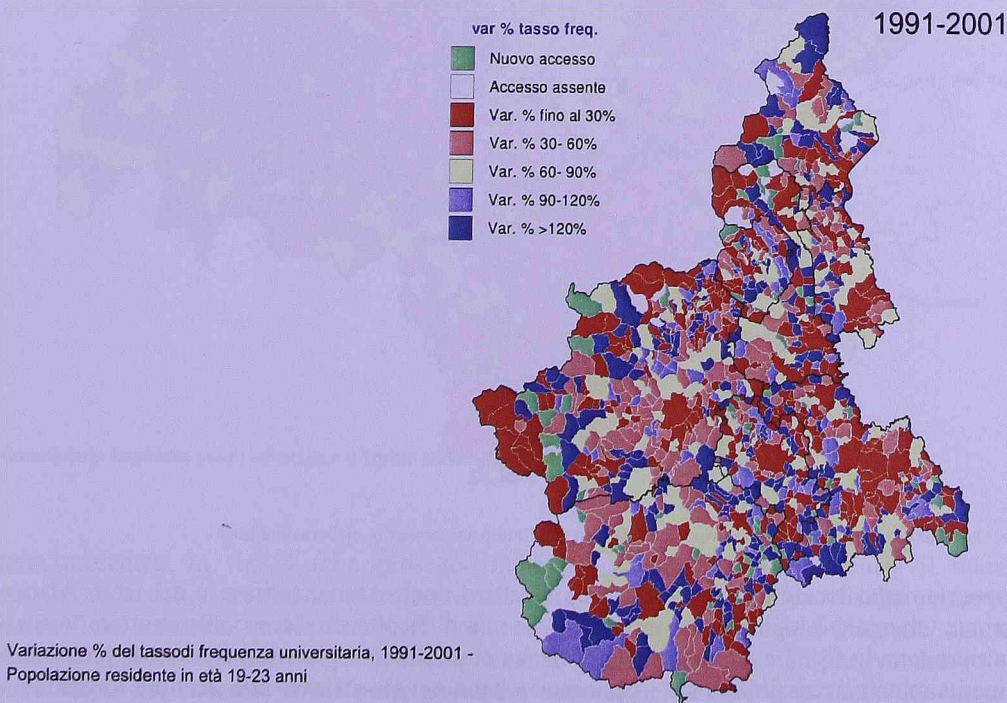 1991-2001
var % tasso freq.
Nuovo accesso
Accesso assente
Var. % fino al 30%
Var. % 30- 60%
Var. % 60- 90%
Var. % 90-120%
Var. % >120%
Variazione % del tassodi frequenza universitaria, 1991-2001 -
Popolazione residente in età 19-23 anni